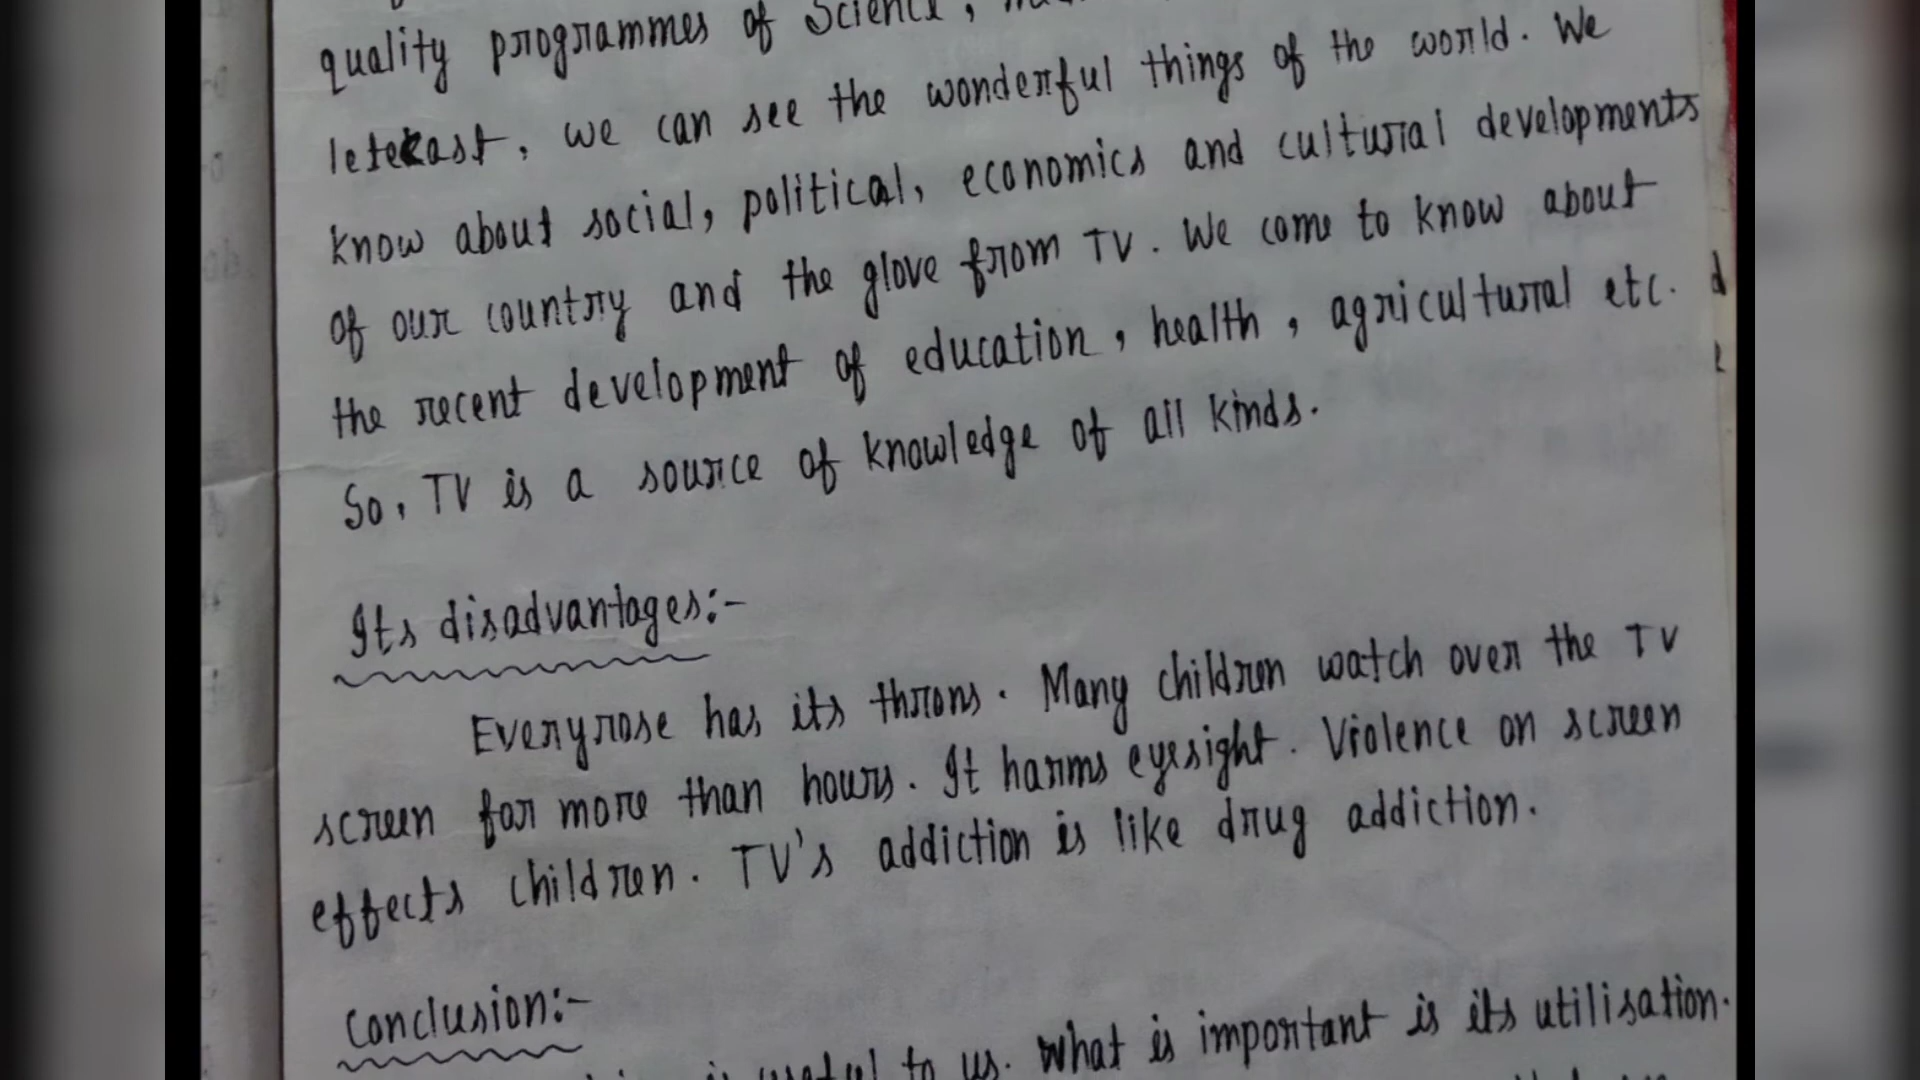 quality programmes of Science,
letekast, we can see the wonderful things of the world. We
know about social, political, economics and cultural developments
of our country and the glove from TV. We come to know about
the recent development of education, health, agricultural etc.
So, TV is a source of knowledge of all kinds.
Its disadvantages:-
Everyrose has its throns. Many children watch over the TV
screen for more than hours. It harms eyesight. Violence on screen
effects children. TV's addiction is like drug addiction.
Conclusion:-
is useful to us. What is important is its utilisation.